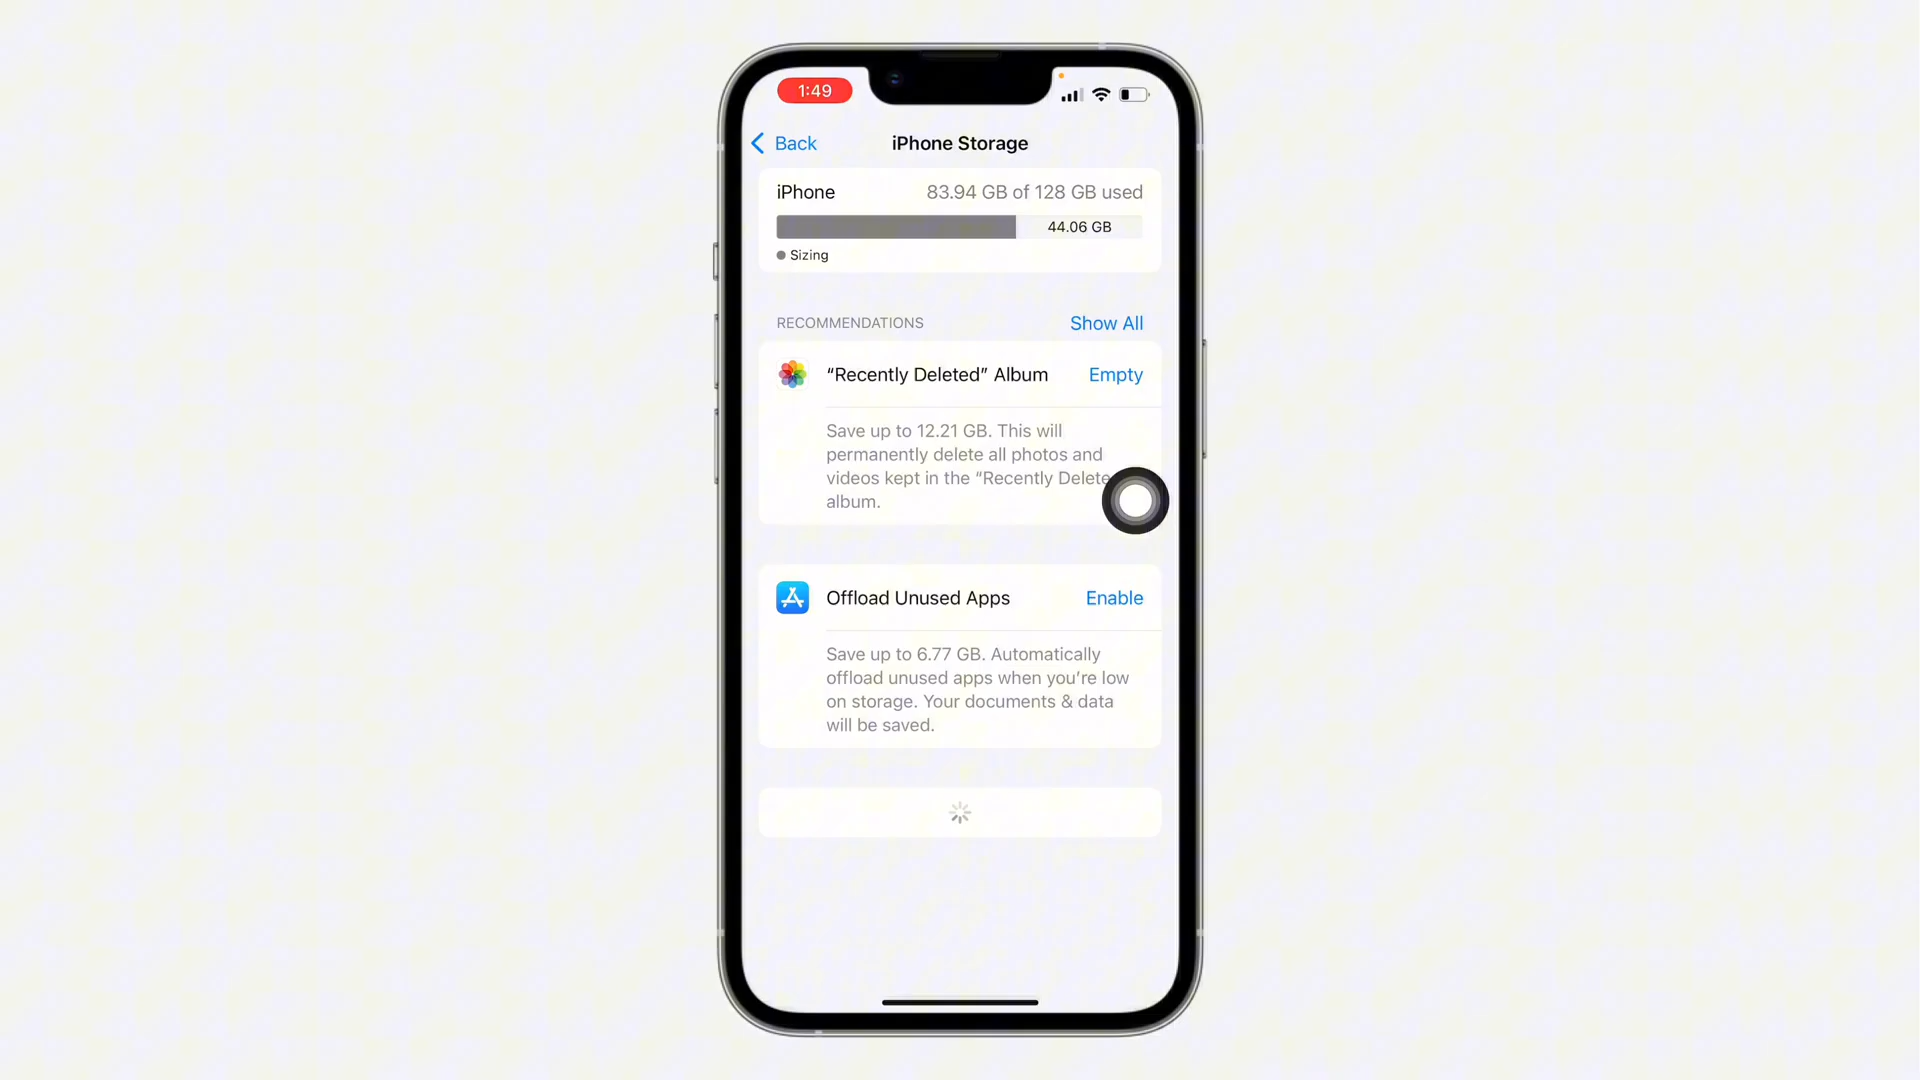 1:49
Back
iPhone Storage
iPhone
83.94 GB of 128 GB used
44.06 GB
Sizing
RECOMMENDATIONS
Show All
“Recently Deleted” Album
Empty
Save up to 12.21 GB. This will
permanently delete all photos and
videos kept in the “Recently Delete
album.
Offload Unused Apps
Enable
Save up to 6.77 GB. Automatically
offload unused apps when you’re low
on storage. Your documents & data
will be saved.